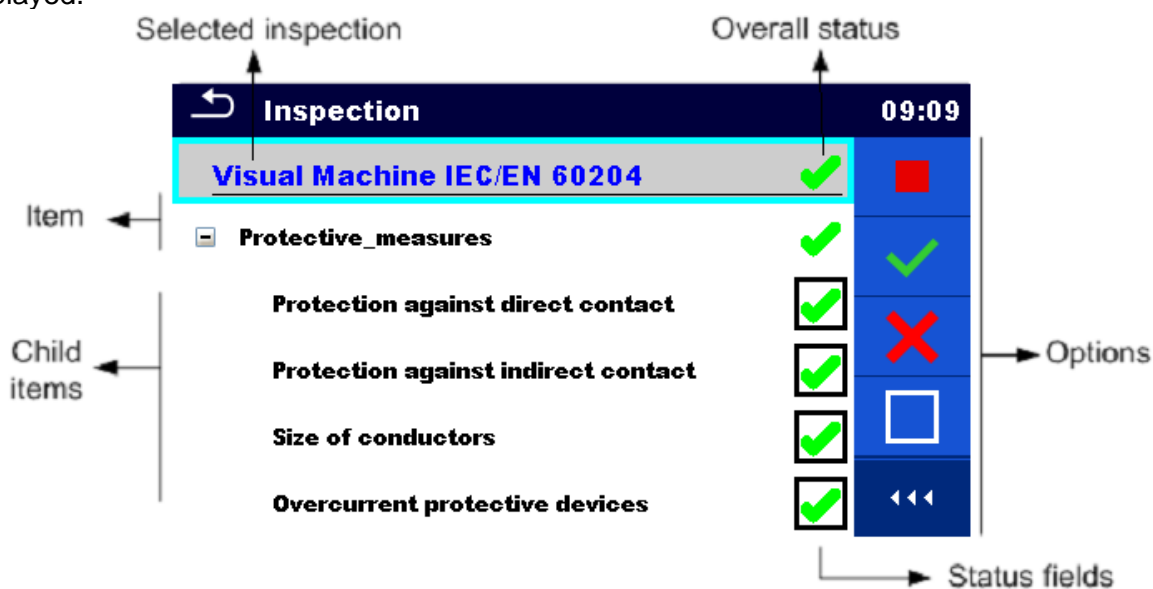 played.
Selected inspection Overall status
Inspection 09:09
Visual Machine IEC/EN 60204
Item
Protective_measures
Protection against direct contact
Child items
Options
Protection against indirect contact
Size of conductors
Overcurrent protective devices
Status fields